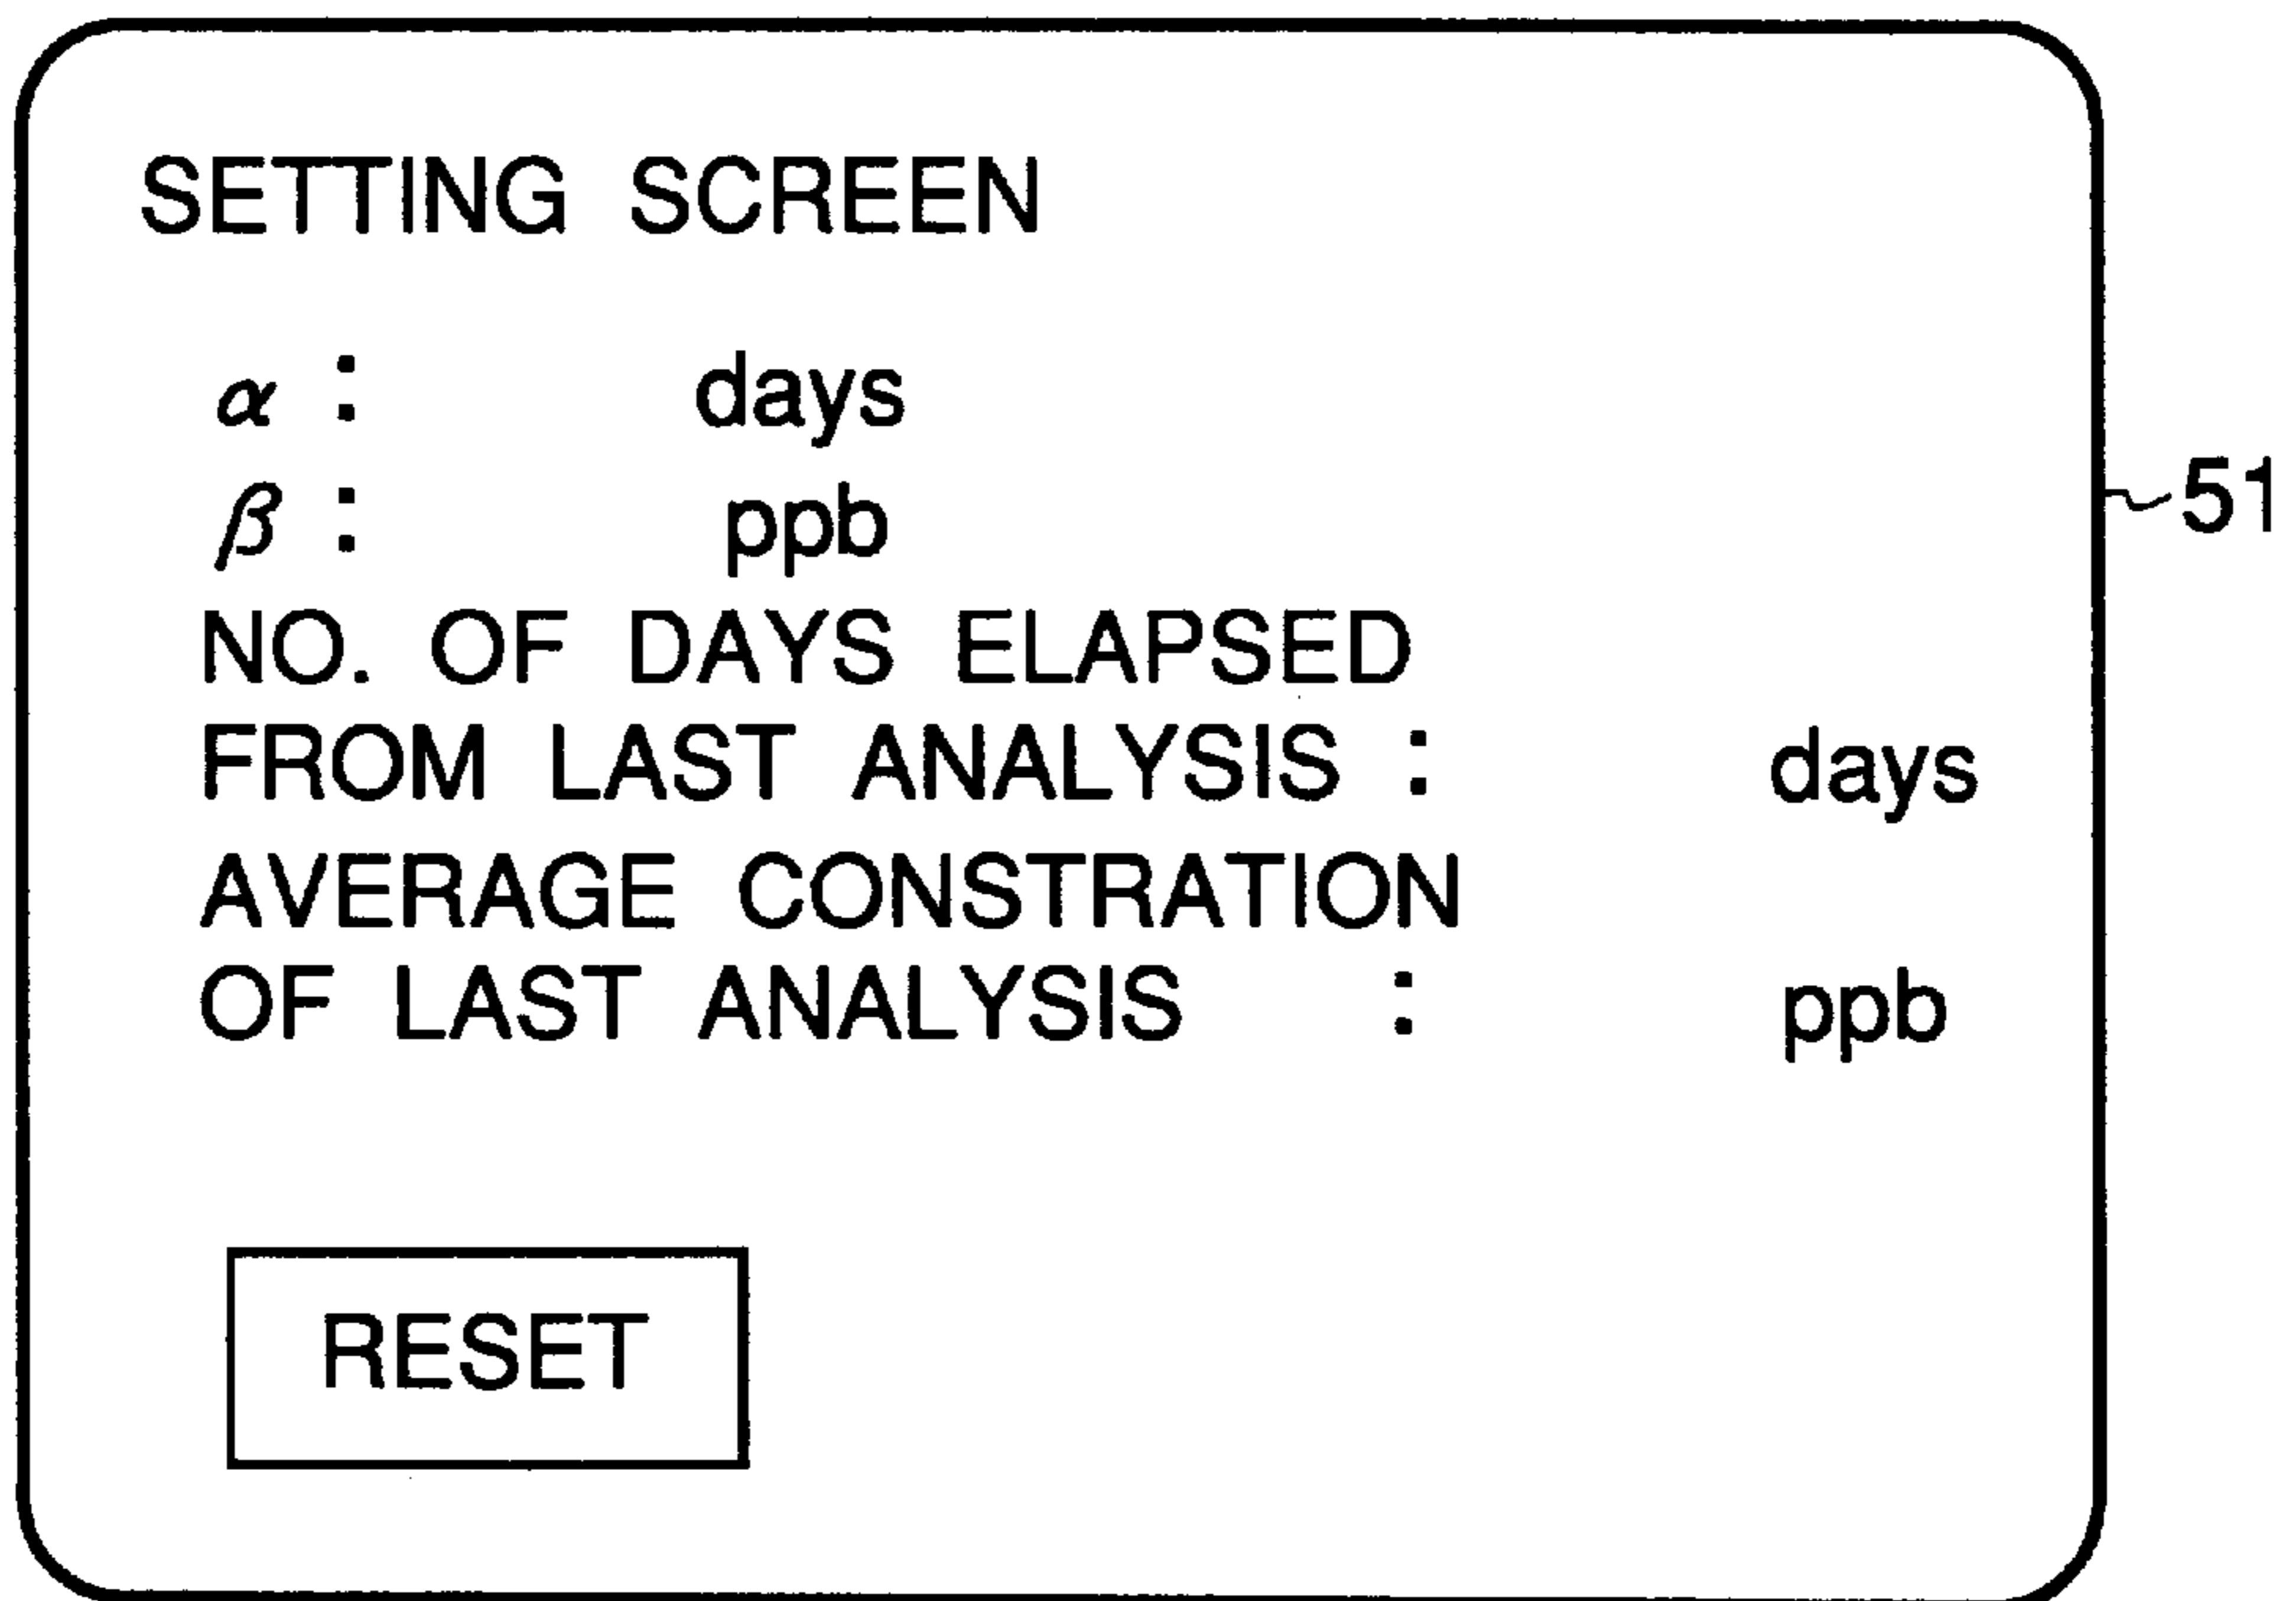 SETTING SCREEN
α : days
β : ppb
NO. OF DAYS ELAPSED
FROM LAST ANALYSIS : days
AVERAGE CONSTRATION
OF LAST ANALYSIS : ppb
RESET
51